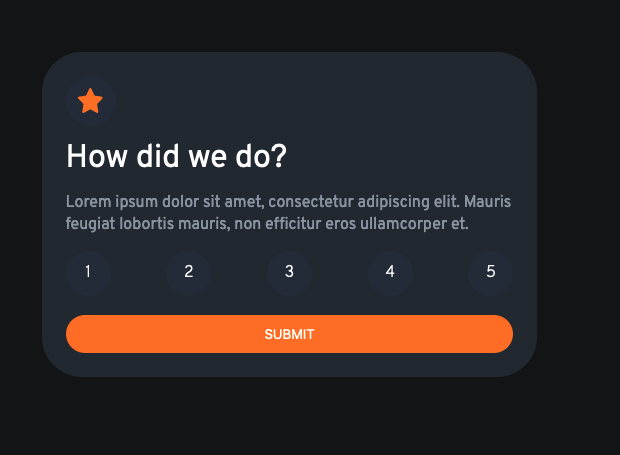 How did we do?
Lorem ipsum dolor sit amet, consectetur adipiscing elit. Mauris
feugiat lobortis mauris, non efficitur eros ullamcorper et.
1 2 3 4 5
SUBMIT